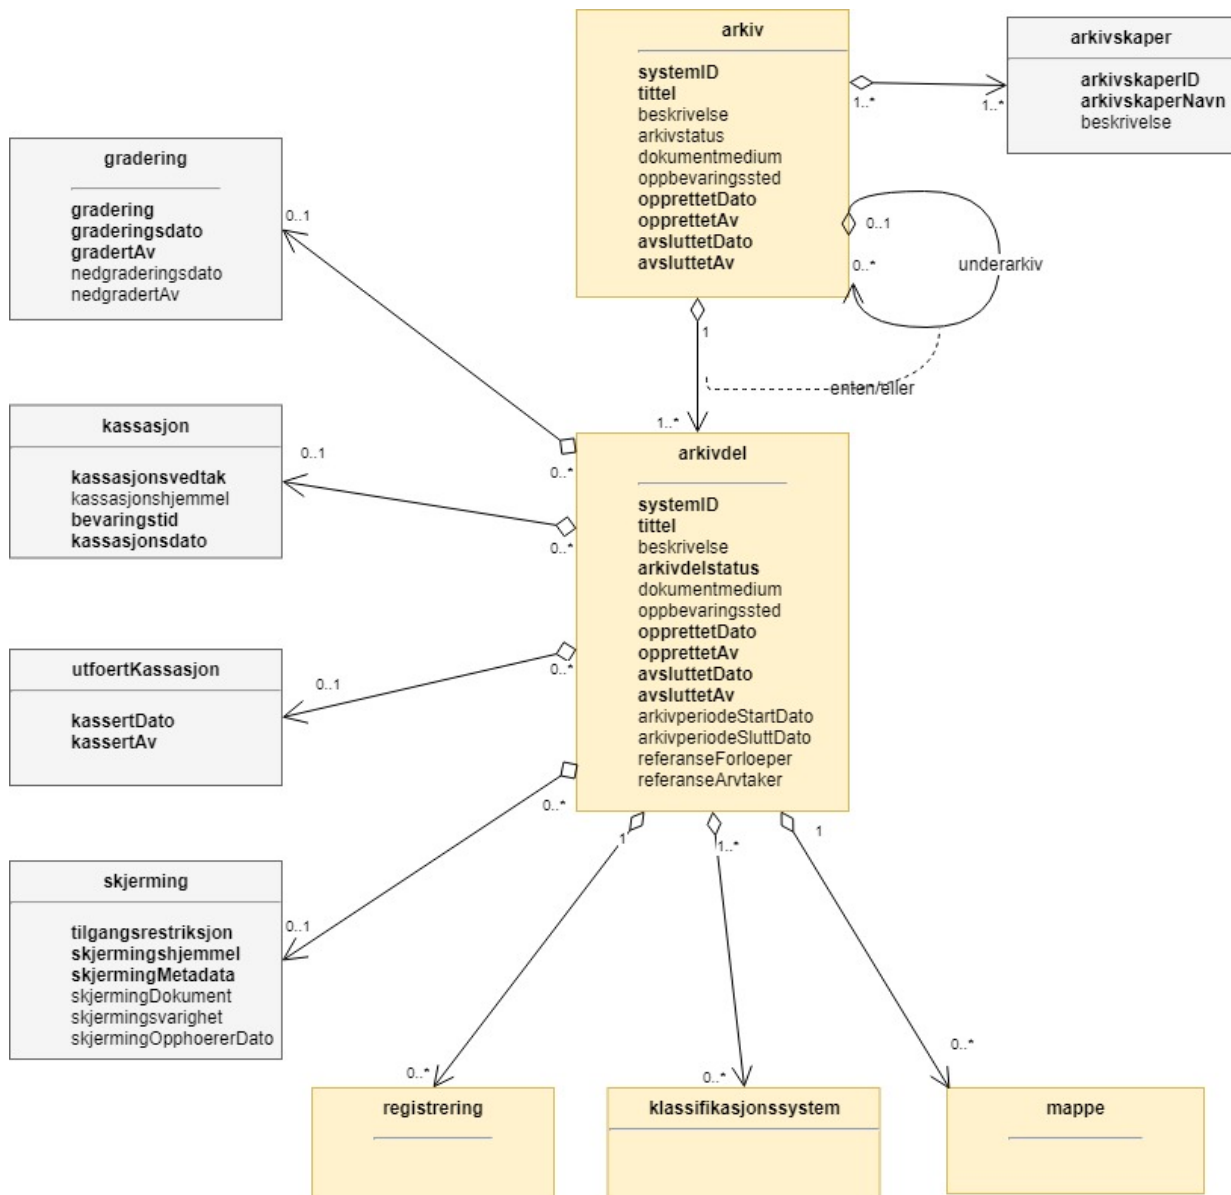 arkiv
systemID
tittel
beskrivelse
arkivstatus
dokumentmedium
oppbevaringssted
opprettetDato
opprettetAv
avsluttetDato
avsluttetAv
1..*
1..*
arkivskaper
arkivskaperID
arkivskaperNavn
beskrivelse
0..1
0..*
underarkiv
1
enten/eller
1..*
gradering
gradering
graderingsdato
gradertAv
nedgraderingsdato
nedgradertAv
0..1
0..*
kassasjon
kassasjonsvedtak
kassasjonshjemmel
bevaringstid
kassasjonsdato
0..1
0..*
arkivdel
systemID
tittel
beskrivelse
arkivdelstatus
dokumentmedium
oppbevaringssted
opprettetDato
opprettetAv
avsluttetDato
avsluttetAv
arkivperiodeStartDato
arkivperiodeSluttDato
referanseForloeper
referanseArvtaker
utfoertKassasjon
kassertDato
kassertAv
0..1
0..*
skjerming
tilgangsrestriksjon
skjermingshjemmel
skjermingMetadata
skjermingDokument
skjermingsvarighet
skjermingOpphoererDato
0..1
0..*
1
1..*
1
0..*
0..*
0..*
registrering
klassifikasjonssystem
mappe